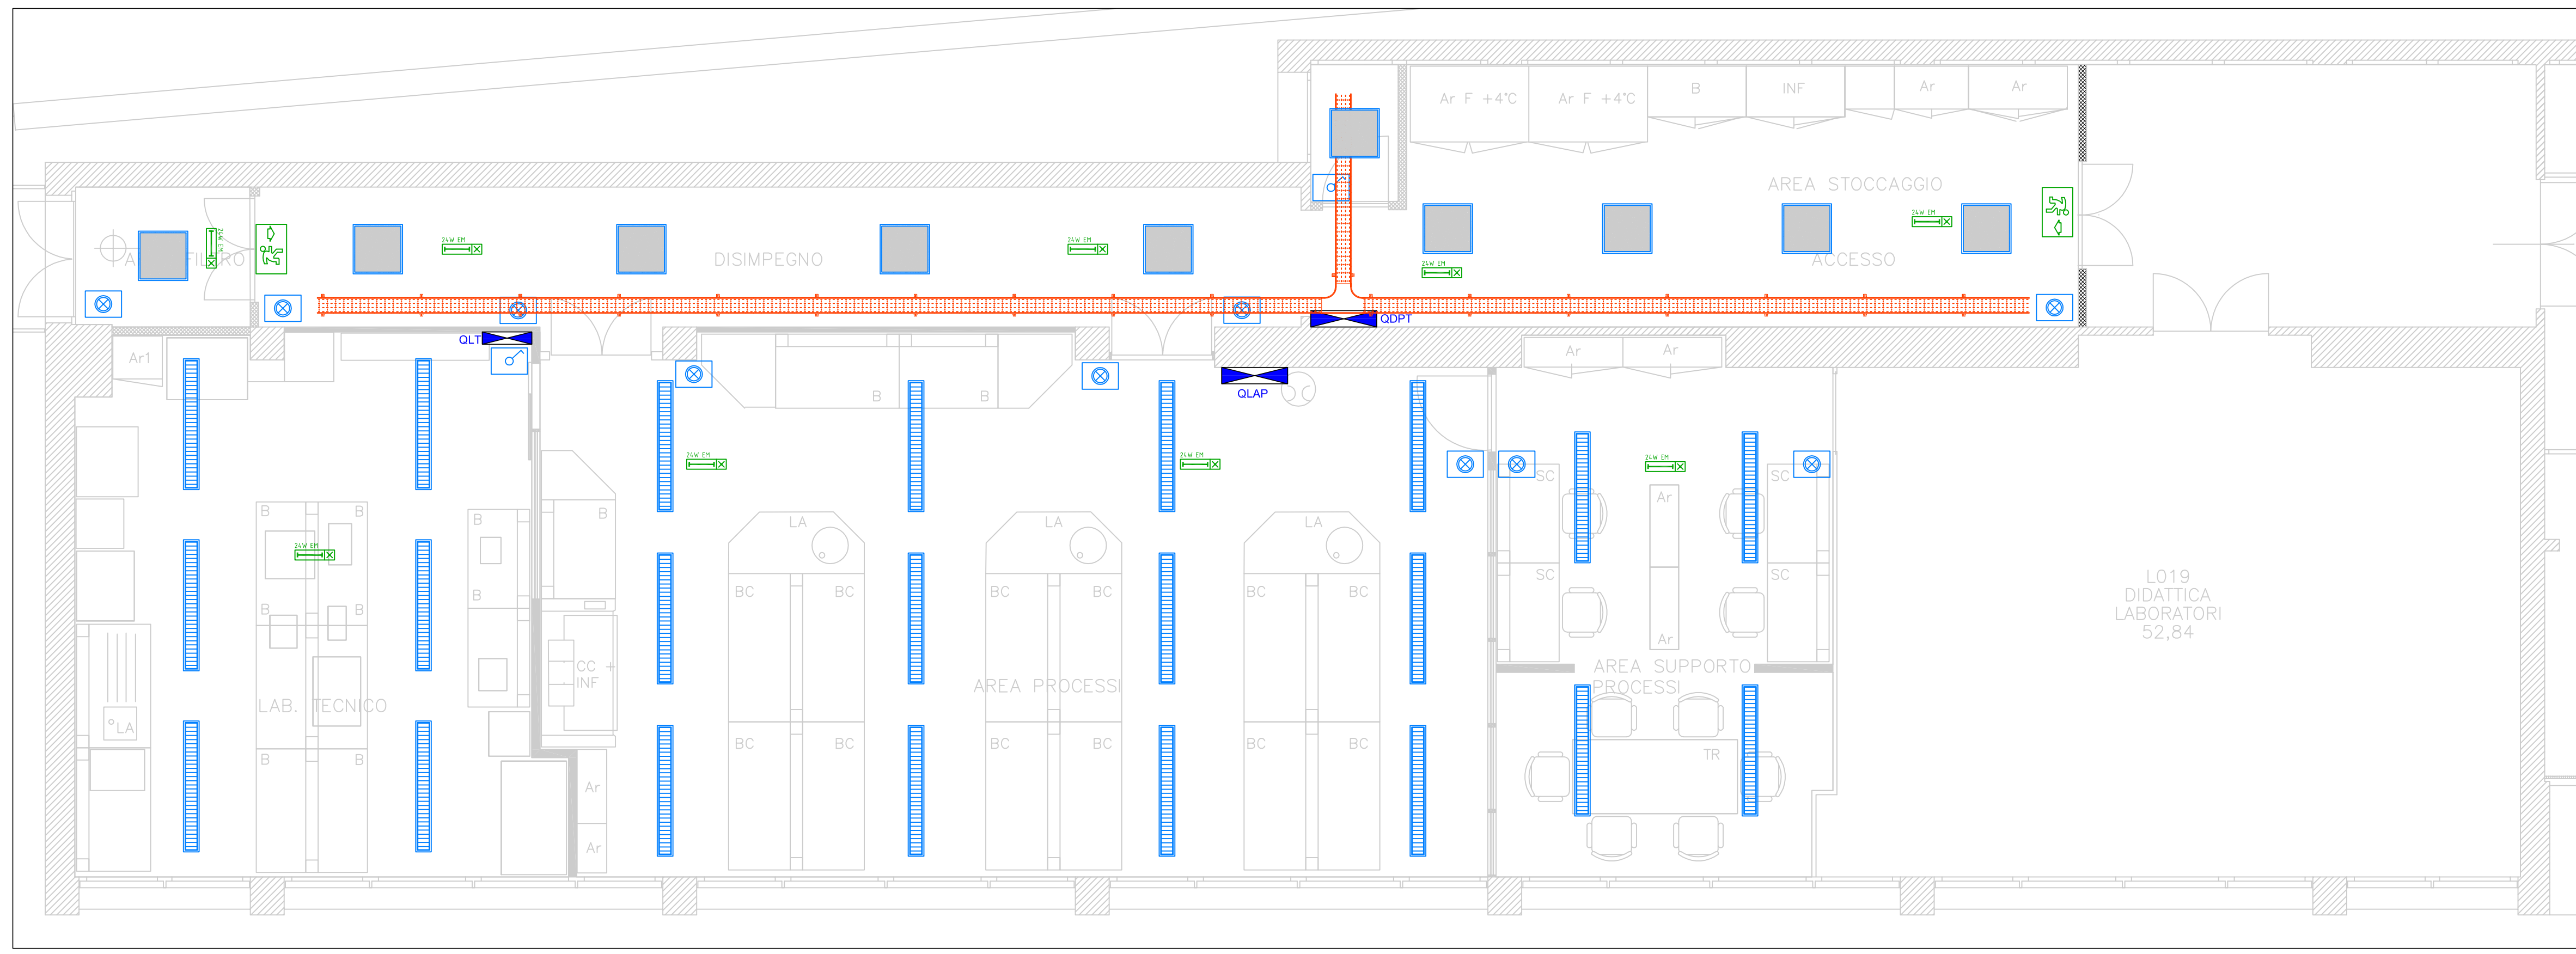 Ar F +4°C
Ar F +4°C
B
INF
Ar
Ar
AREA STOCCAGGIO
24W EM
24W EM
24W EM
24W EM
24W EM
DISIMPEGNO
ACCESSO
QDPT
QLT
Ar1
Ar
Ar
B
B
QLAP
24W EM
24W EM
24W EM
SC
SC
Ar
B
B
B
B
LA
LA
LA
24W EM
SC
SC
B
B
B
BC
BC
BC
BC
BC
BC
L019
DIDATTICA
LABORATORI
52,84
Ar
CC +
INF
AREA SUPPORTO
PROCESSI
AREA PROCESSI
LAB. TECNICO
LA
BC
BC
BC
BC
BC
BC
TR
B
B
Ar
Ar